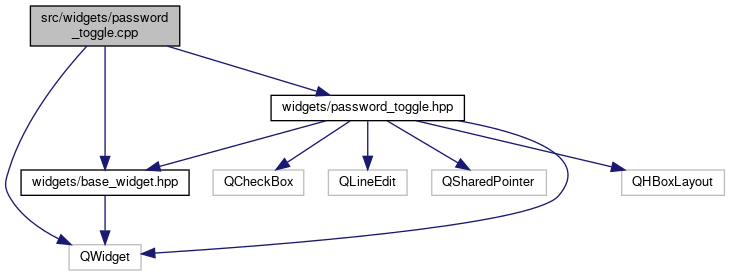 src/widgets/password
_toggle.cpp
widgets/password_toggle.hpp
widgets/base_widget.hpp
QCheckBox
QLineEdit
QSharedPointer
QHBoxLayout
QWidget